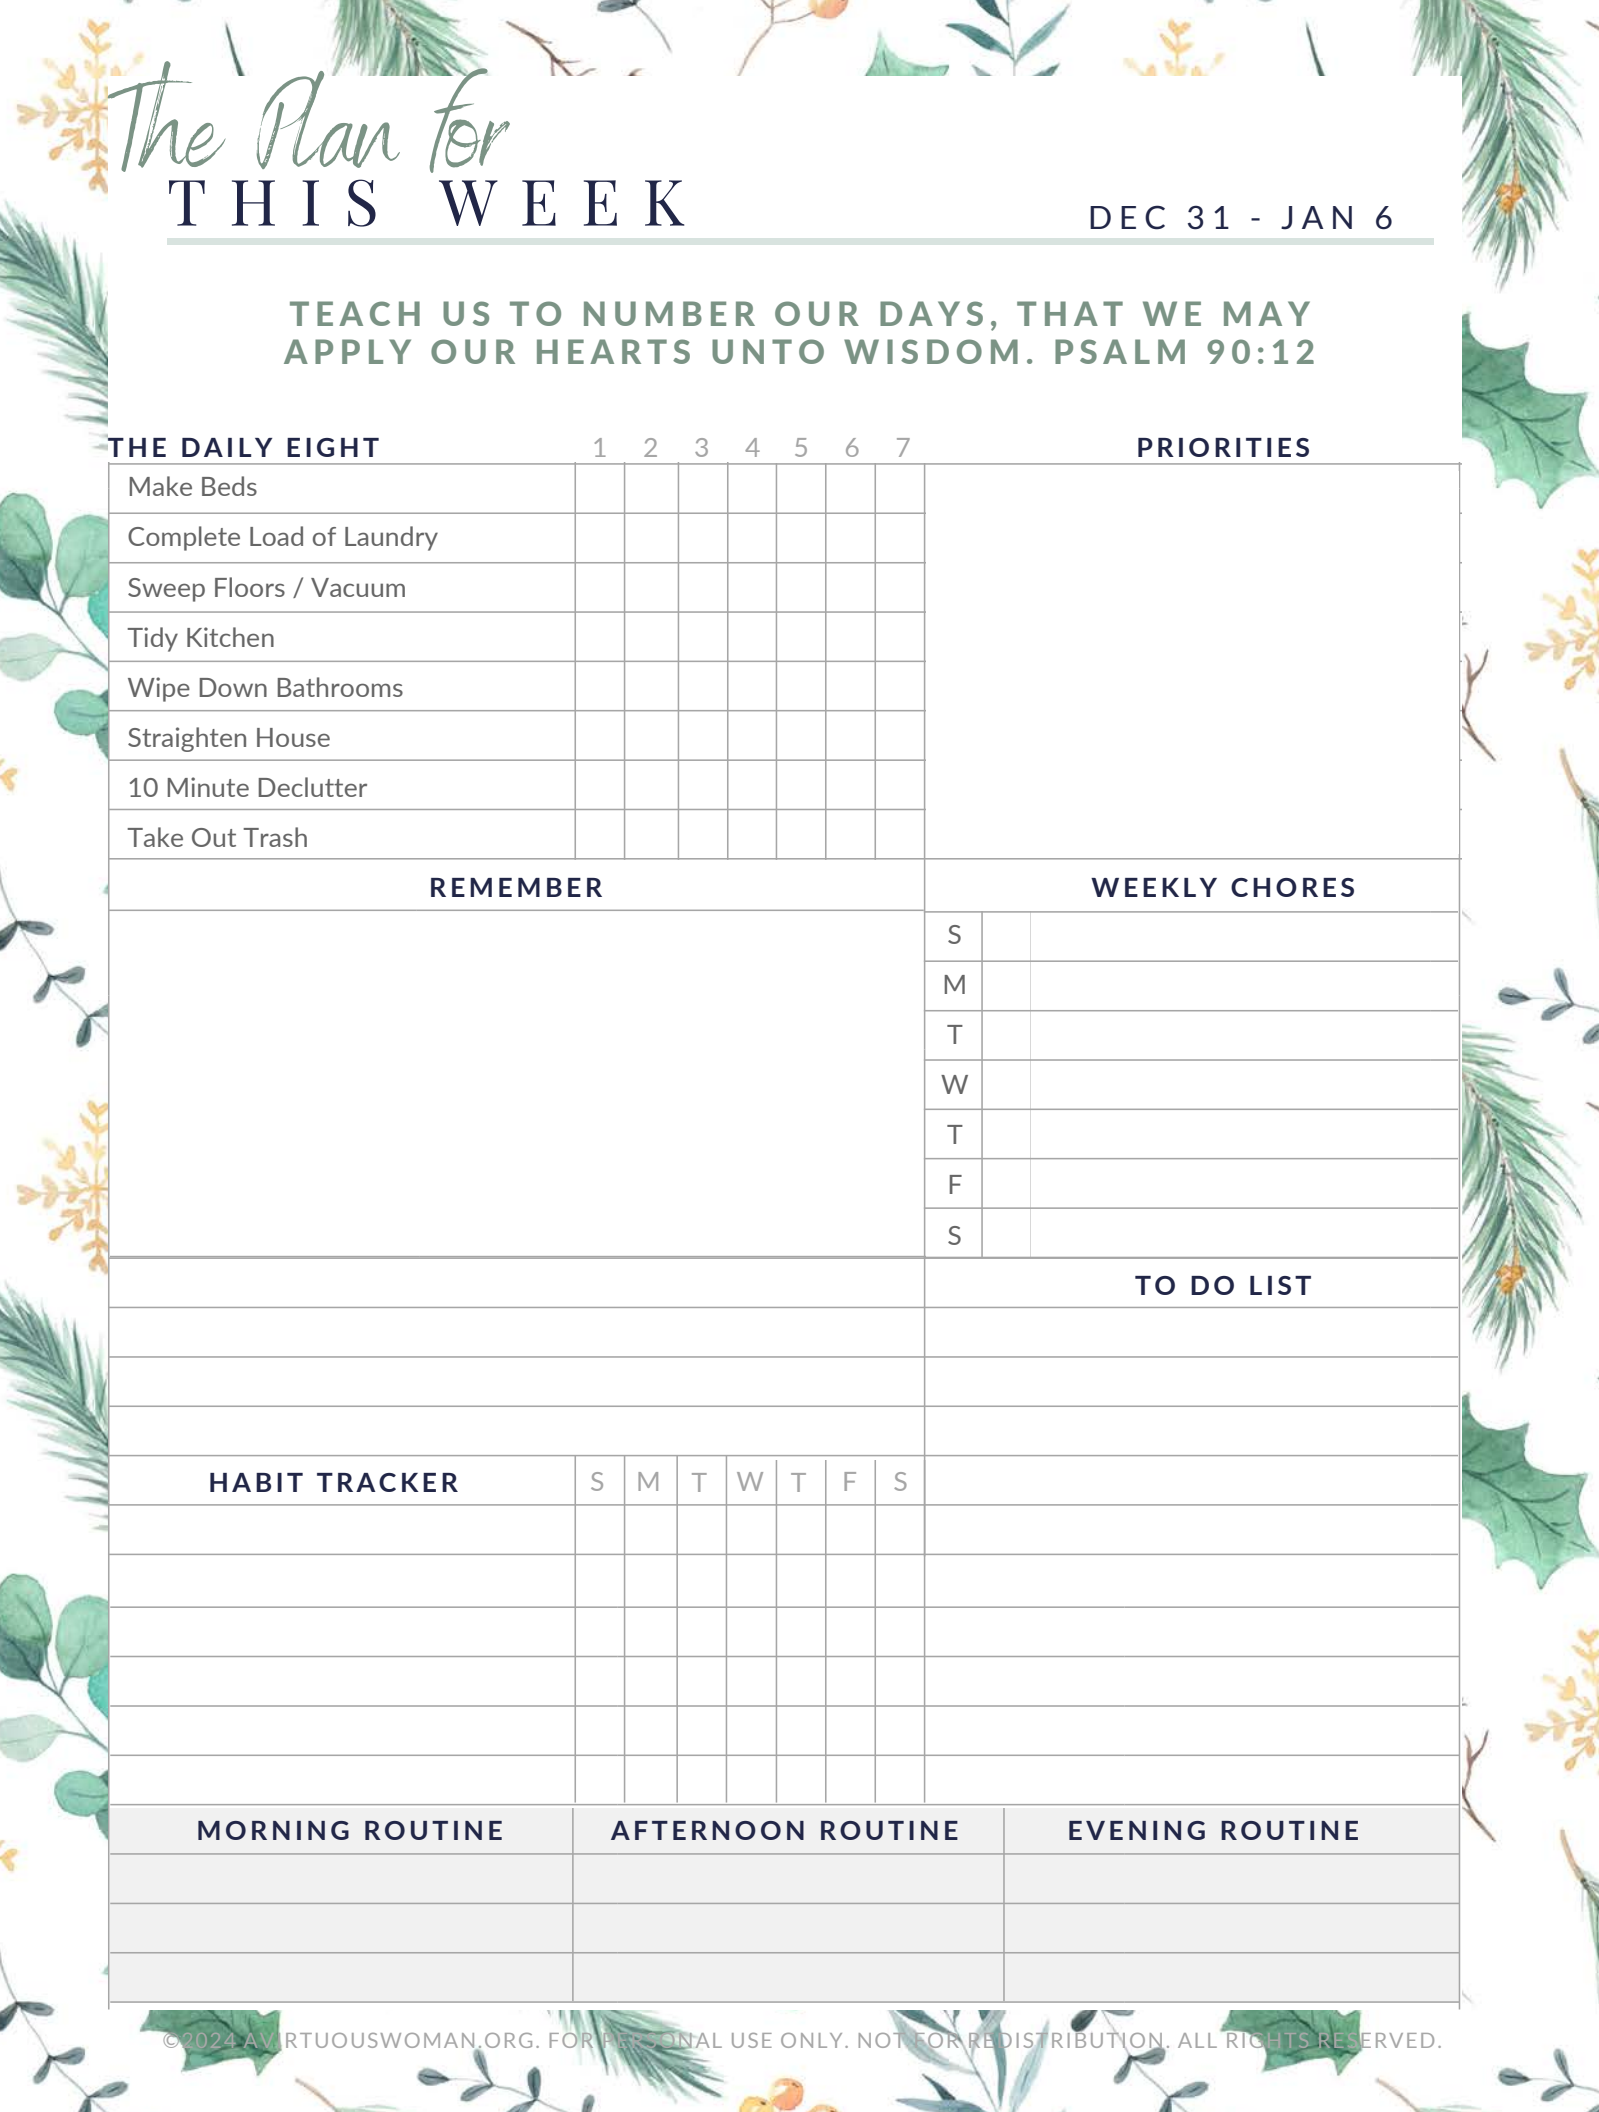 The Plan for
THIS WEEK
DEC 31 - JAN 6
TEACH US TO NUMBER OUR DAYS, THAT WE MAY
APPLY OUR HEARTS UNTO WISDOM. PSALM 90:12
THE DAILY EIGHT 1 2 3 4 5 6 7
Make Beds
Complete Load of Laundry
Sweep Floors / Vacuum
Tidy Kitchen
Wipe Down Bathrooms
Straighten House
10 Minute Declutter
Take Out Trash
PRIORITIES
REMEMBER
WEEKLY CHORES
S
M
T
W
T
F
S
TO DO LIST
HABIT TRACKER S M T W T F S
MORNING ROUTINE
AFTERNOON ROUTINE
EVENING ROUTINE
©2024 AVIRTUOUSWOMAN.ORG. FOR PERSONAL USE ONLY. NOT FOR REDISTRIBUTION. ALL RIGHTS RESERVED.